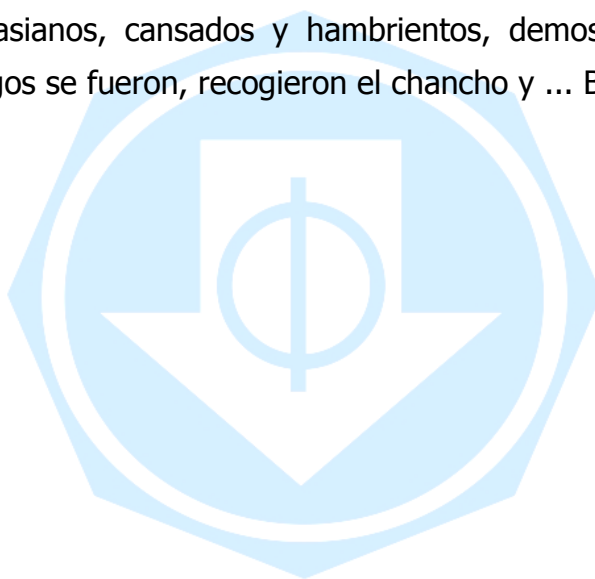 asianos, cansados y hambrientos, demos
gos se fueron, recogieron el chancho y ...